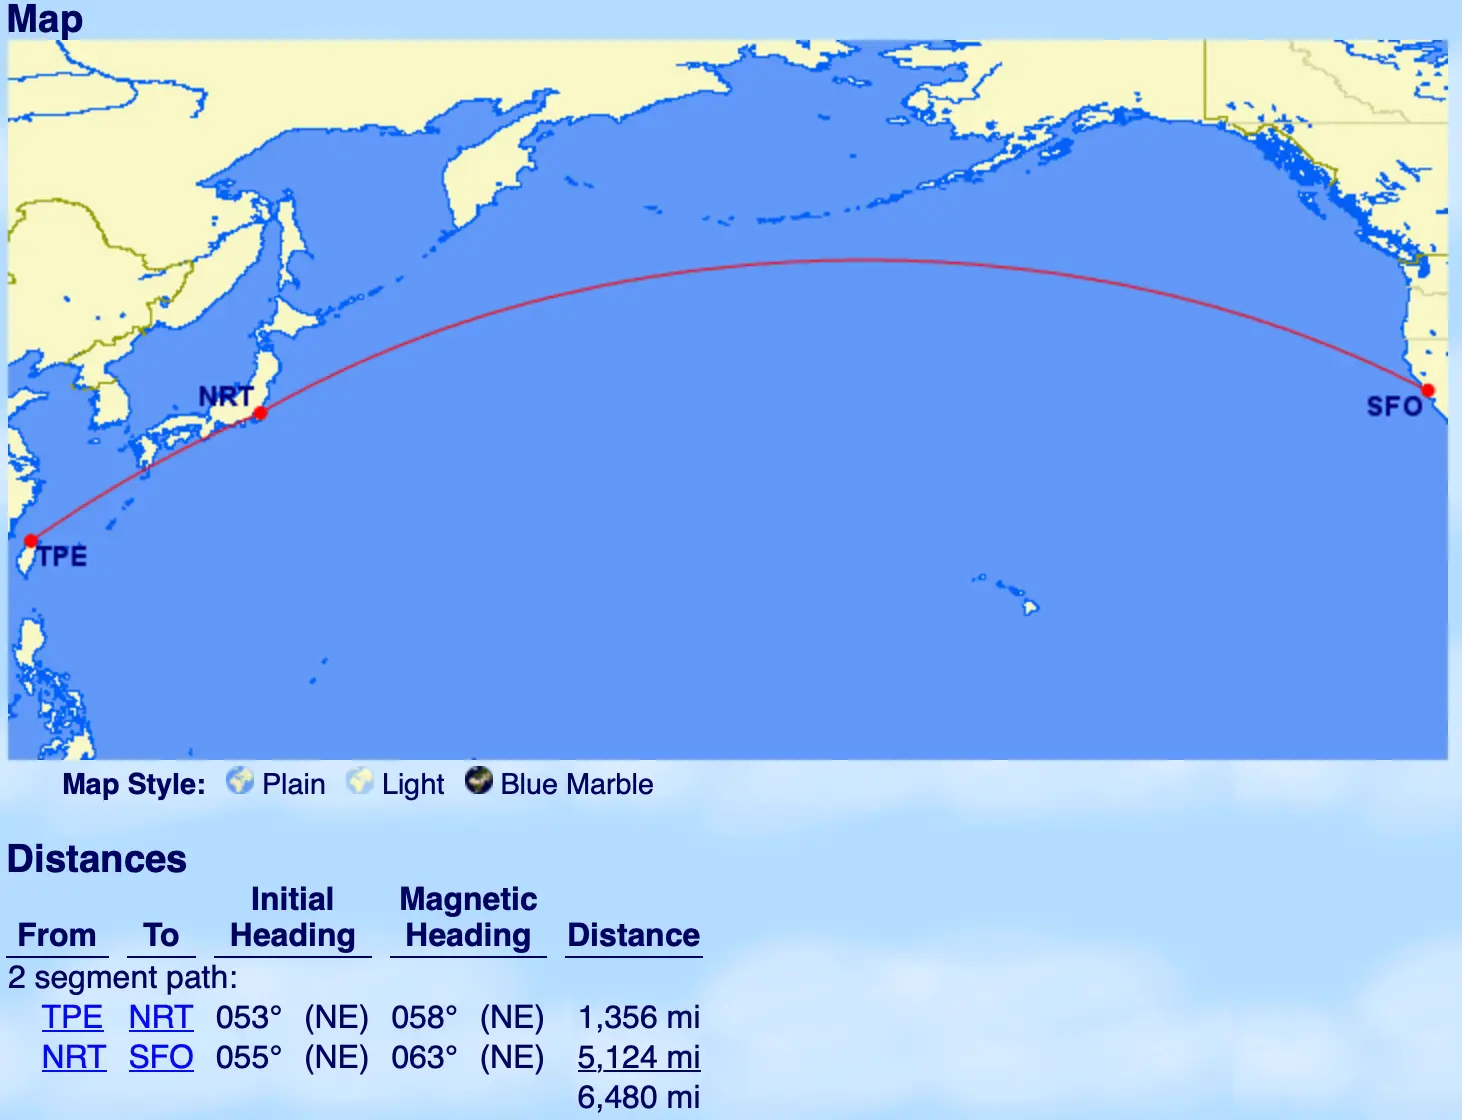 Map
NRT
SFO
TPE
Map Style: Plain Light Blue Marble
Distances
Initial Magnetic
From To Heading Heading Distance
2 segment path:
TPE NRT 053° (NE) 058° (NE) 1,356 mi
NRT SFO 055° (NE) 063° (NE) 5,124 mi
6,480 mi